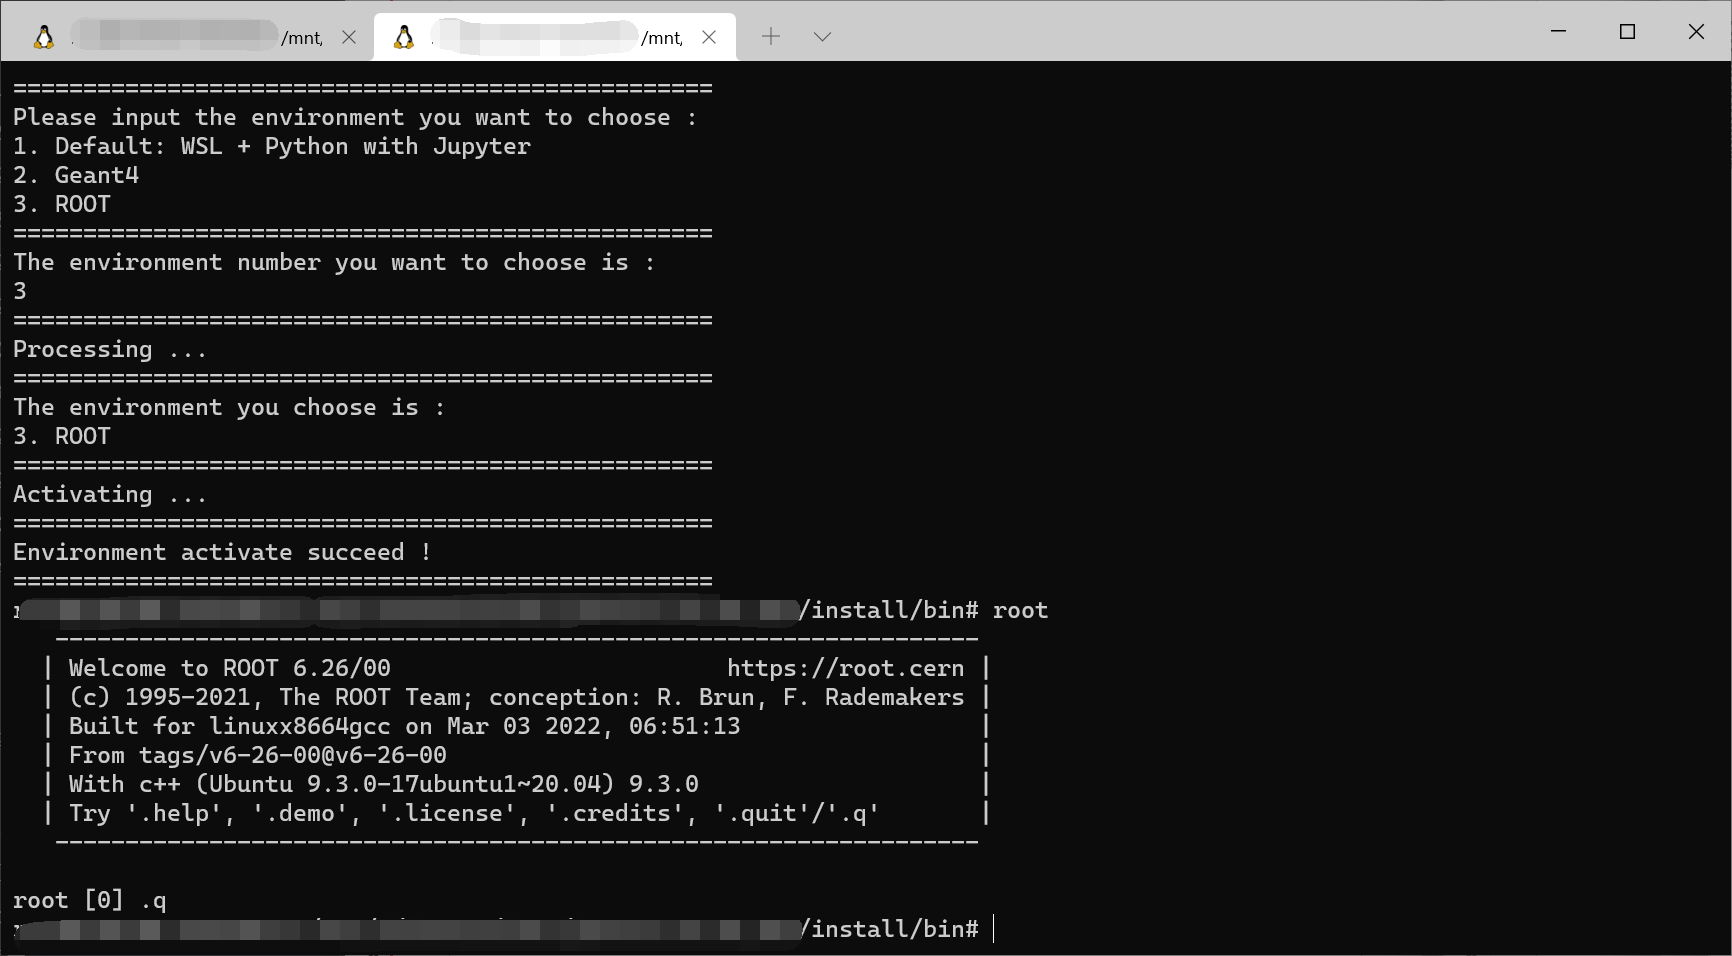 /mnt,
/mnt,
==================================================
Please input the environment you want to choose :
1. Default: WSL + Python with Jupyter
2. Geant4
3. ROOT
==================================================
The environment number you want to choose is :
3
==================================================
Processing ...
==================================================
The environment you choose is :
3. ROOT
==================================================
Activating ...
==================================================
Environment activate succeed !
==================================================
/install/bin# root
------------------------------------------------------------------
| Welcome to ROOT 6.26/00                        https://root.cern |
| (c) 1995-2021, The ROOT Team; conception: R. Brun, F. Rademakers |
| Built for linuxx8664gcc on Mar 03 2022, 06:51:13                 |
| From tags/v6-26-00@v6-26-00                                      |
| With c++ (Ubuntu 9.3.0-17ubuntu1~20.04) 9.3.0                    |
| Try '.help', '.demo', '.license', '.credits', '.quit'/'.q'       |
------------------------------------------------------------------
root [0] .q
/install/bin#